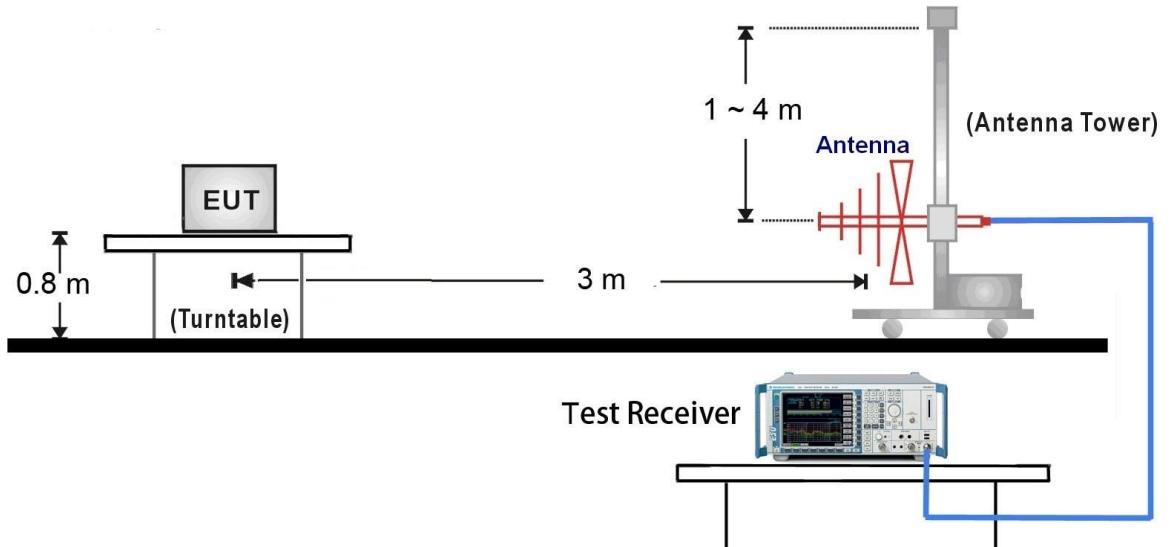 1 ~ 4 m
(Antenna Tower)
Antenna
EUT
0.8 m
3 m
(Turntable)
Test Receiver